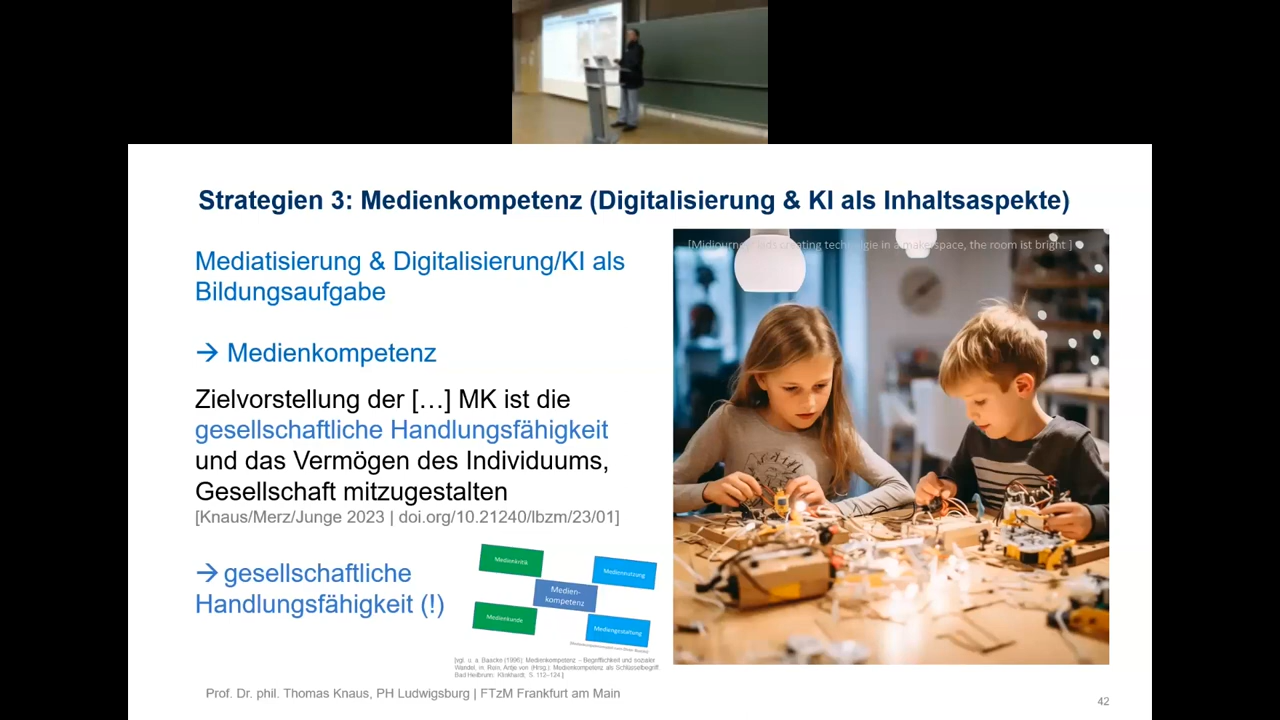 Strategien 3: Medienkompetenz (Digitalisierung & KI als Inhaltsaspekte)
Mediatisierung & Digitalisierung/KI als
Bildungsaufgabe
→ Medienkompetenz
Zielvorstellung der […] MK ist die
gesellschaftliche Handlungsfähigkeit
und das Vermögen des Individuums,
Gesellschaft mitzugestalten
[Knaus/Merz/Junge 2023 | doi.org/10.21240/lbzm/23/01]
→ gesellschaftliche
Handlungsfähigkeit (!)
Medienkritik
Mediennutzung
Medien-
kompetenz
Medienkunde
Mediengestaltung
[vgl. u. a. Baacke (1996): Medienkompetenz – Begrifflichkeit und sozialer
Wandel, in: Rein, Antje von (Hrsg.): Medienkompetenz als Schlüsselbegriff.
Bad Heilbrunn: Klinkhardt, S. 112–124]
[Midjourney: kids creating technolgie in a makerspace, the room ist bright ]
Prof. Dr. phil. Thomas Knaus, PH Ludwigsburg | FTzM Frankfurt am Main
42